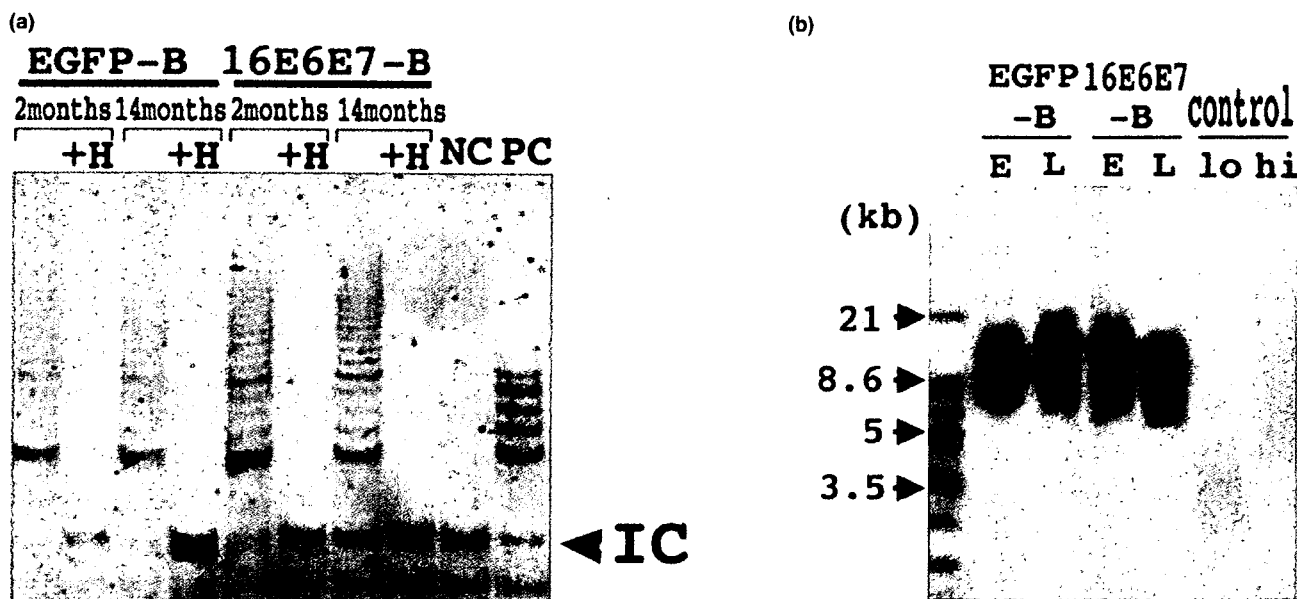 (a)
EGFP-B 16E6E7-B
2months 14months 2months 14months
+H +H +H +H NC PC
IC
(b)
EGFP 16E6E7 control
-B -B
E L E L lo hi
(kb)
21
8.6
5
3.5